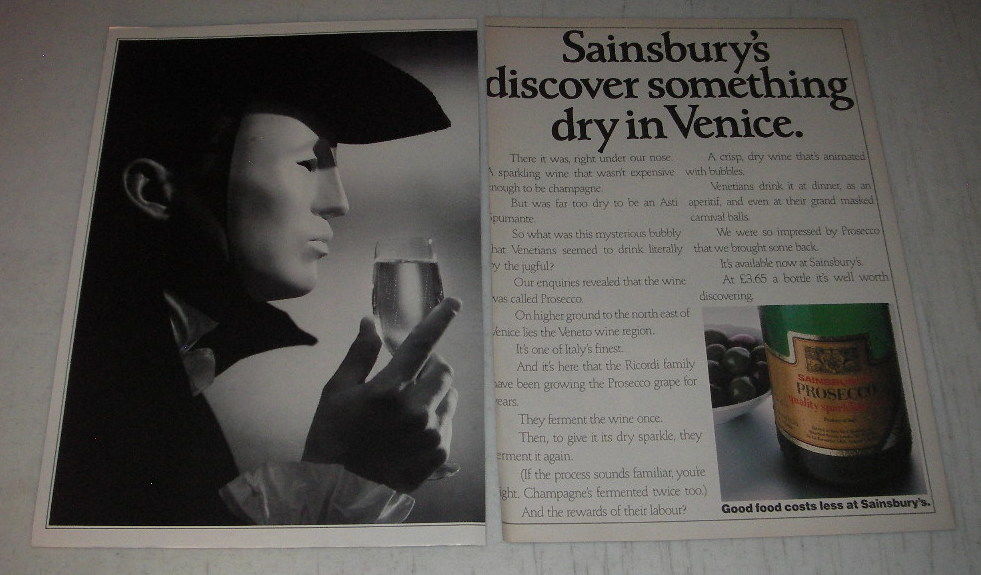 Sainsbury's
discover something
dry in Venice.
There it was, right under our nose.
A sparkling wine that wasn't expensive
nough to be champagne.
But was far too dry to be an Asti
Spumante.
So what was this mysterious bubbly
hat Venetians seemed to drink literally
by the jugful?
Our enquiries revealed that the wine
was called Prosecco.
On higher ground to the north east of
Venice lies the Veneto wine region.
It's one of Italy's finest.
And it's here that the Ricordi family
have been growing the Prosecco grape for
years.
They ferment the wine once.
Then, to give it its dry sparkle, they
erment it again.
(If the process sounds familiar, you're
ight. Champagne's fermented twice too.)
And the rewards of their labour?
A crisp, dry wine that's animated
with bubbles.
Venetians drink it at dinner, as an
aperitif, and even at their grand masked
carnival balls.
We were so impressed by Prosecco
that we brought some back.
It's available now at Sainsbury's.
At £3.65 a bottle it's well worth
discovering.
SAINSBURY'S
PROSECCO
quality sparkling
Good food costs less at Sainsbury's.